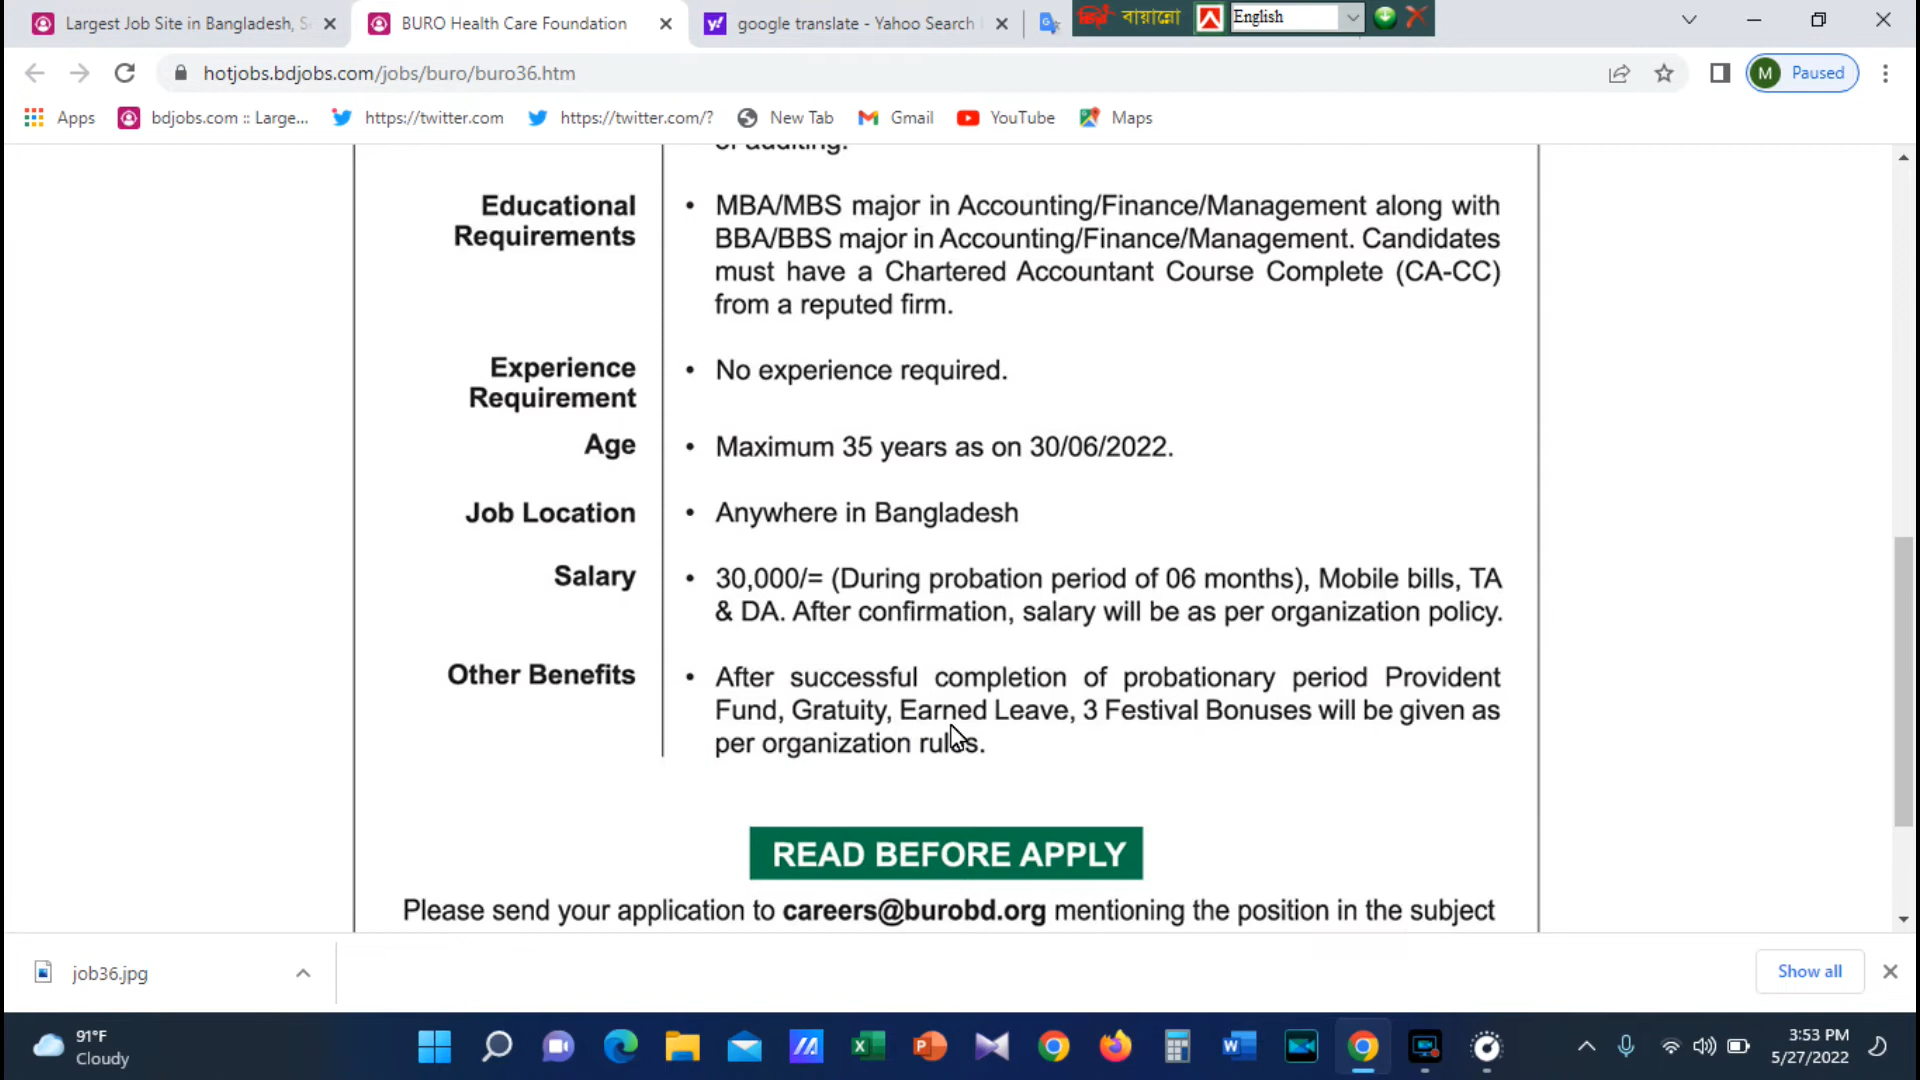 Largest Job Site in Bangladesh, S
BURO Health Care Foundation
google translate - Yahoo Search
বায়ান্নো
English
hotjobs.bdjobs.com/jobs/buro/buro36.htm
M
Paused
Apps
bdjobs.com :: Large...
https://twitter.com
https://twitter.com/?
New Tab
Gmail
YouTube
Maps
of auditing.
Educational Requirements
• MBA/MBS major in Accounting/Finance/Management along with
BBA/BBS major in Accounting/Finance/Management. Candidates
must have a Chartered Accountant Course Complete (CA-CC)
from a reputed firm.
Experience Requirement
• No experience required.
Age
• Maximum 35 years as on 30/06/2022.
Job Location
• Anywhere in Bangladesh
Salary
• 30,000/= (During probation period of 06 months), Mobile bills, TA
& DA. After confirmation, salary will be as per organization policy.
Other Benefits
• After successful completion of probationary period Provident
Fund, Gratuity, Earned Leave, 3 Festival Bonuses will be given as
per organization rules.
READ BEFORE APPLY
Please send your application to careers@burobd.org mentioning the position in the subject
job36.jpg
Show all
91°F
Cloudy
3:53 PM
5/27/2022